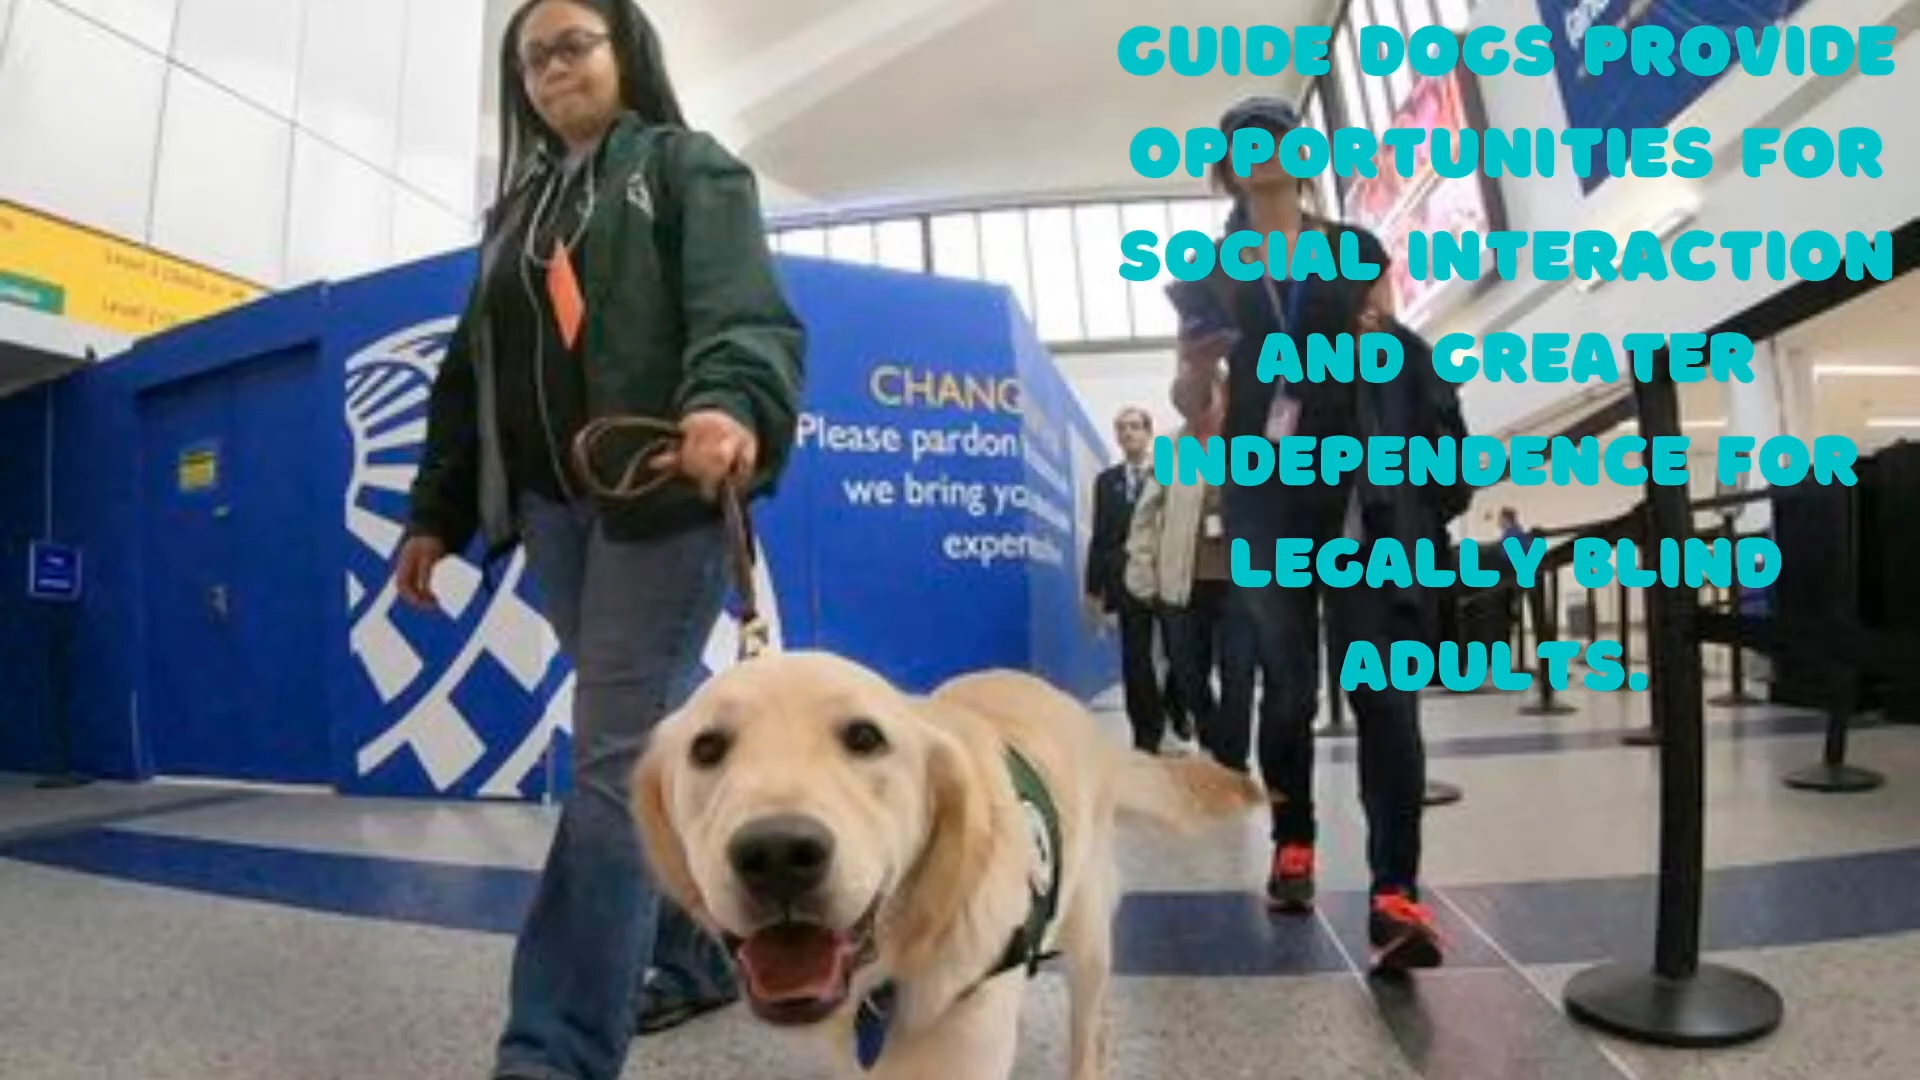 GUIDE DOGS PROVIDE
OPPORTUNITIES FOR
SOCIAL INTERACTION
AND GREATER
INDEPENDENCE FOR
LEGALLY BLIND
ADULTS.
CHANG
Please pardon
we bring yo
exper